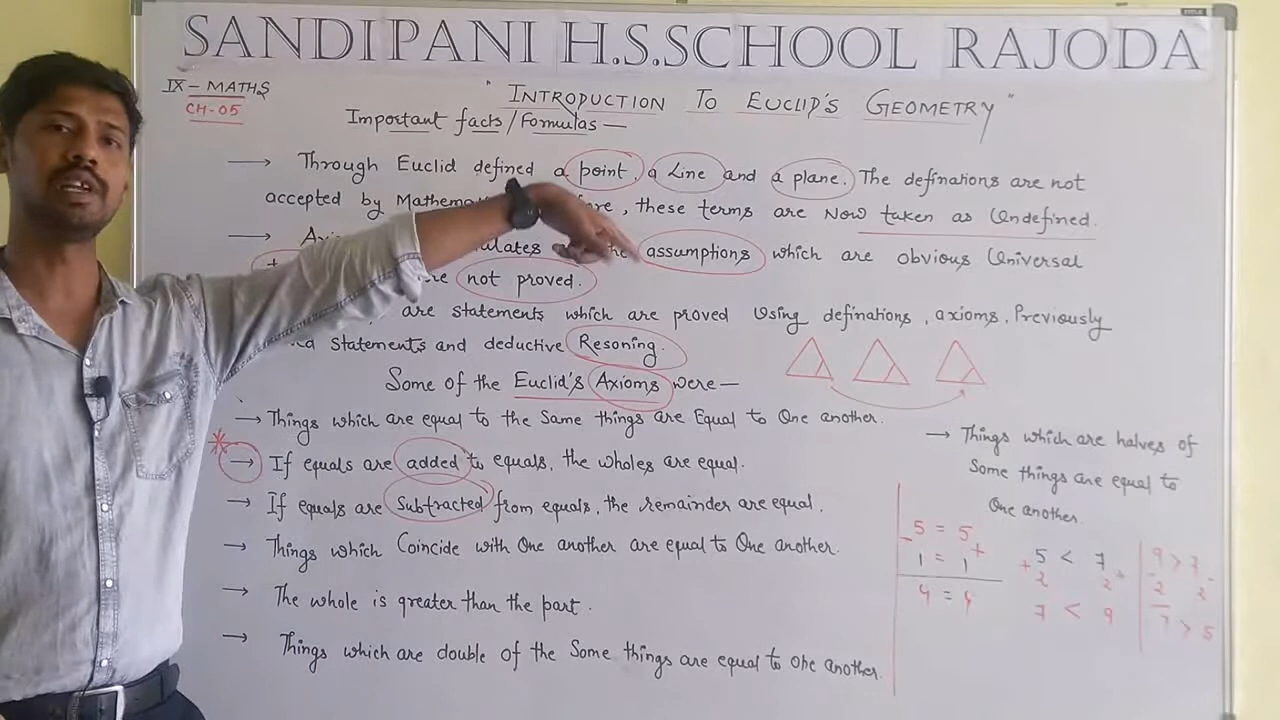 SANDIPANI H.S.SCHOOL RAJODA
IX - MATHS
CH-05
" INTRODUCTION TO EUCLID'S GEOMETRY "
Important facts/Formulas —
→ Through Euclid defined a point, a Line and a plane. The definations are not
accepted by Mathema these terms are Now taken as Undefined.
→ assumptions which are obvious Universal
not proved.
are statements which are proved Using definations, axioms, Previously
Statements and deductive Resoning.
Some of the Euclid's Axioms were —
→ Things which are equal to the Same things are Equal to One another.
→ If equals are added to equals, the wholes are equal.
→ If equals are Subtracted from equals, the remainder are equal.
→ Things which Coincide with One another are equal to One another.
→ The whole is greater than the part.
→ Things which are double of the Some things are equal to one another.
→ Things which are halves of
Some things are equal to
One another.
5 = 5
- 1 = 1 +
4 = 4
5 < 7
+ 2 2 +
7 < 9
9 > 7
- 2 2 -
7 > 5